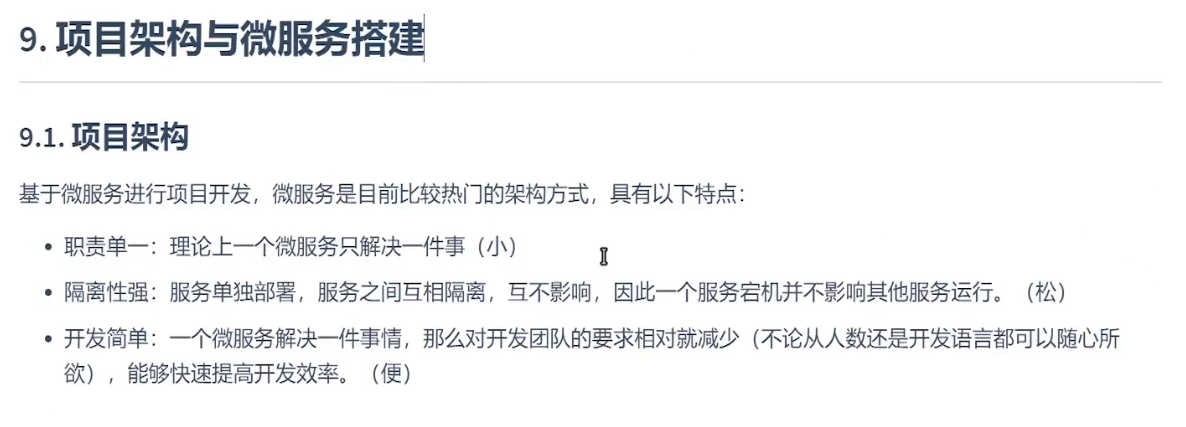 9. 项目架构与微服务搭建
9.1. 项目架构
基于微服务进行项目开发，微服务是目前比较热门的架构方式，具有以下特点：
• 职责单一：理论上一个微服务只解决一件事（小）
• 隔离性强：服务单独部署，服务之间互相隔离，互不影响，因此一个服务宕机并不影响其他服务运行。（松）
• 开发简单：一个微服务解决一件事情，那么对开发团队的要求相对就减少（不论从人数还是开发语言都可以随心所
欲），能够快速提高开发效率。（便）